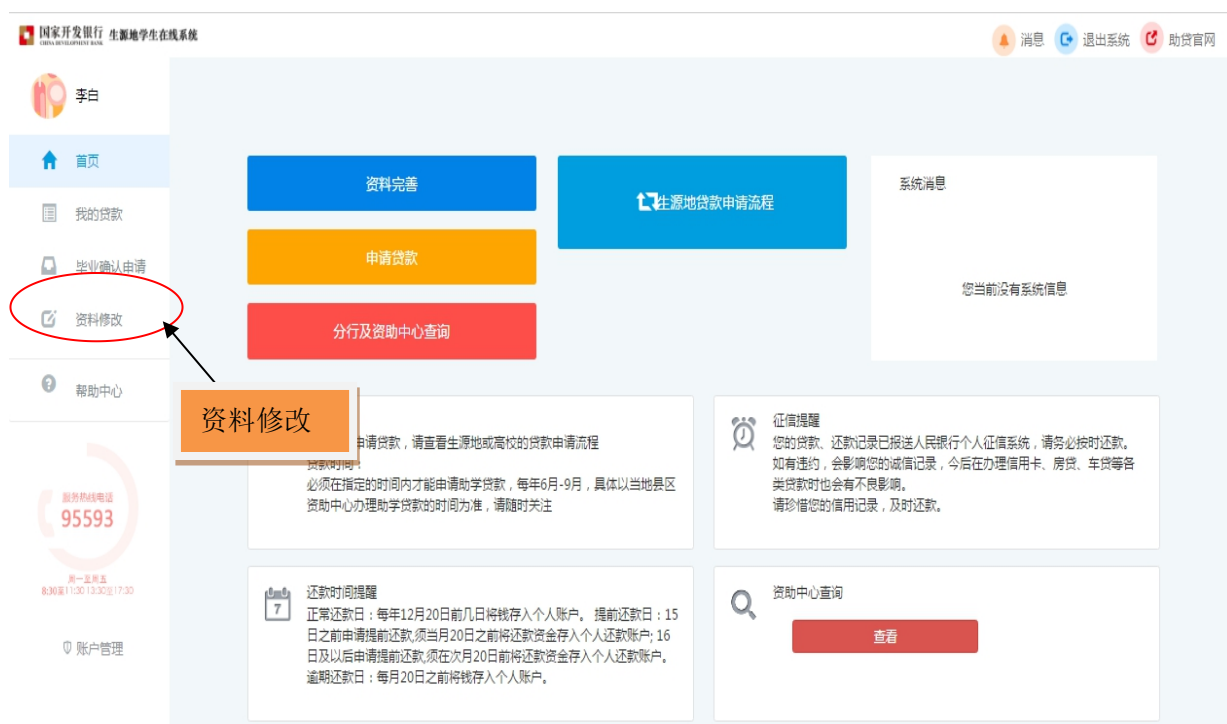 国家开发银行 生源地学生在线系统
CHINA DEVELOPMENT BANK
消息
退出系统
助贷官网
李白
首页
我的贷款
毕业确认申请
资料修改
帮助中心
服务热线电话
95593
周一至周五
8:30至11:30 13:30至17:30
账户管理
资料完善
申请贷款
分行及资助中心查询
生源地贷款申请流程
系统消息
您当前没有系统信息
资料修改
申请贷款，请查看生源地或高校的贷款申请流程
贷款时间：
必须在指定的时间内才能申请助学贷款，每年6月-9月，具体以当地县区
资助中心办理助学贷款的时间为准，请随时关注
征信提醒
您的贷款、还款记录已报送人民银行个人征信系统，请务必按时还款。
如有违约，会影响您的诚信记录，今后在办理信用卡、房贷、车贷等各
类贷款时也会有不良影响。
请珍惜您的信用记录，及时还款。
7
还款时间提醒
正常还款日：每年12月20日前几日将钱存入个人账户。 提前还款日：15
日之前申请提前还款,须当月20日之前将还款资金存入个人还款账户; 16
日及以后申请提前还款,须在次月20日前将还款资金存入个人还款账户。
逾期还款日：每月20日之前将钱存入个人账户。
资助中心查询
查看